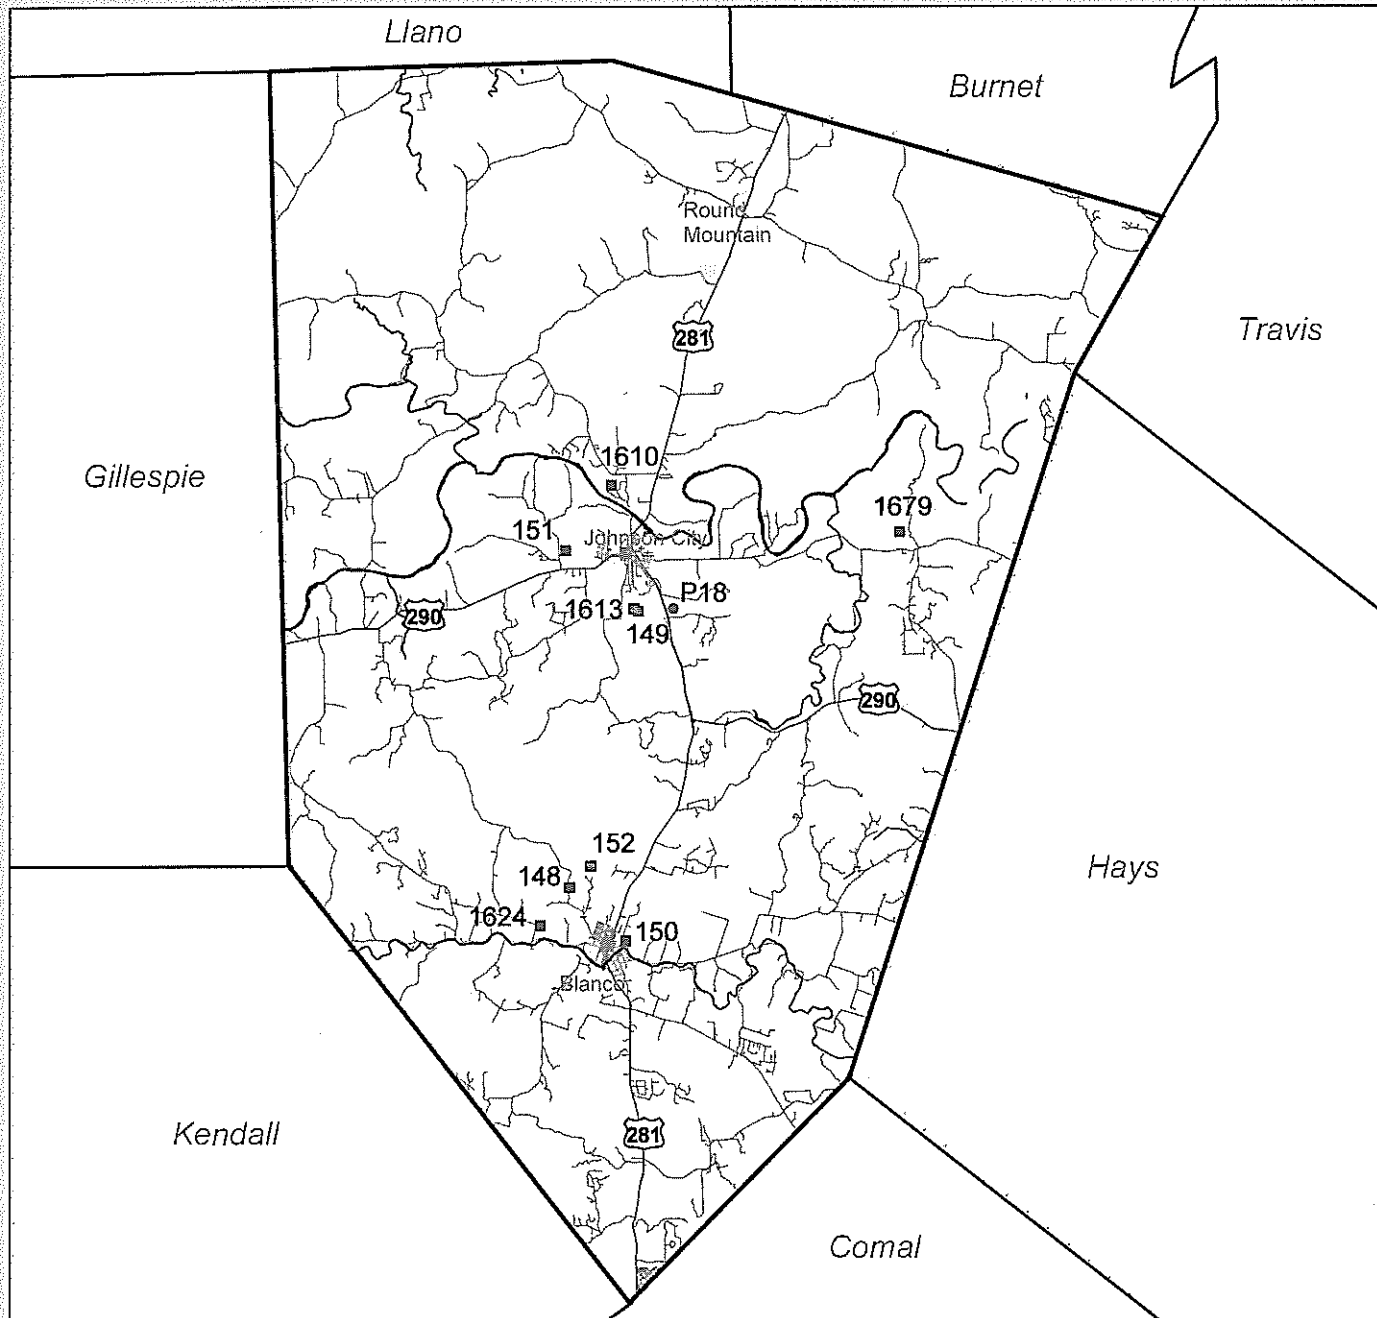 Llano
Burnet
Round
Mountain
281
Travis
Gillespie
1610
1679
151
Johnson City
P18
1613
290
149
290
152
Hays
148
1624
150
Blanco
Kendall
281
Comal